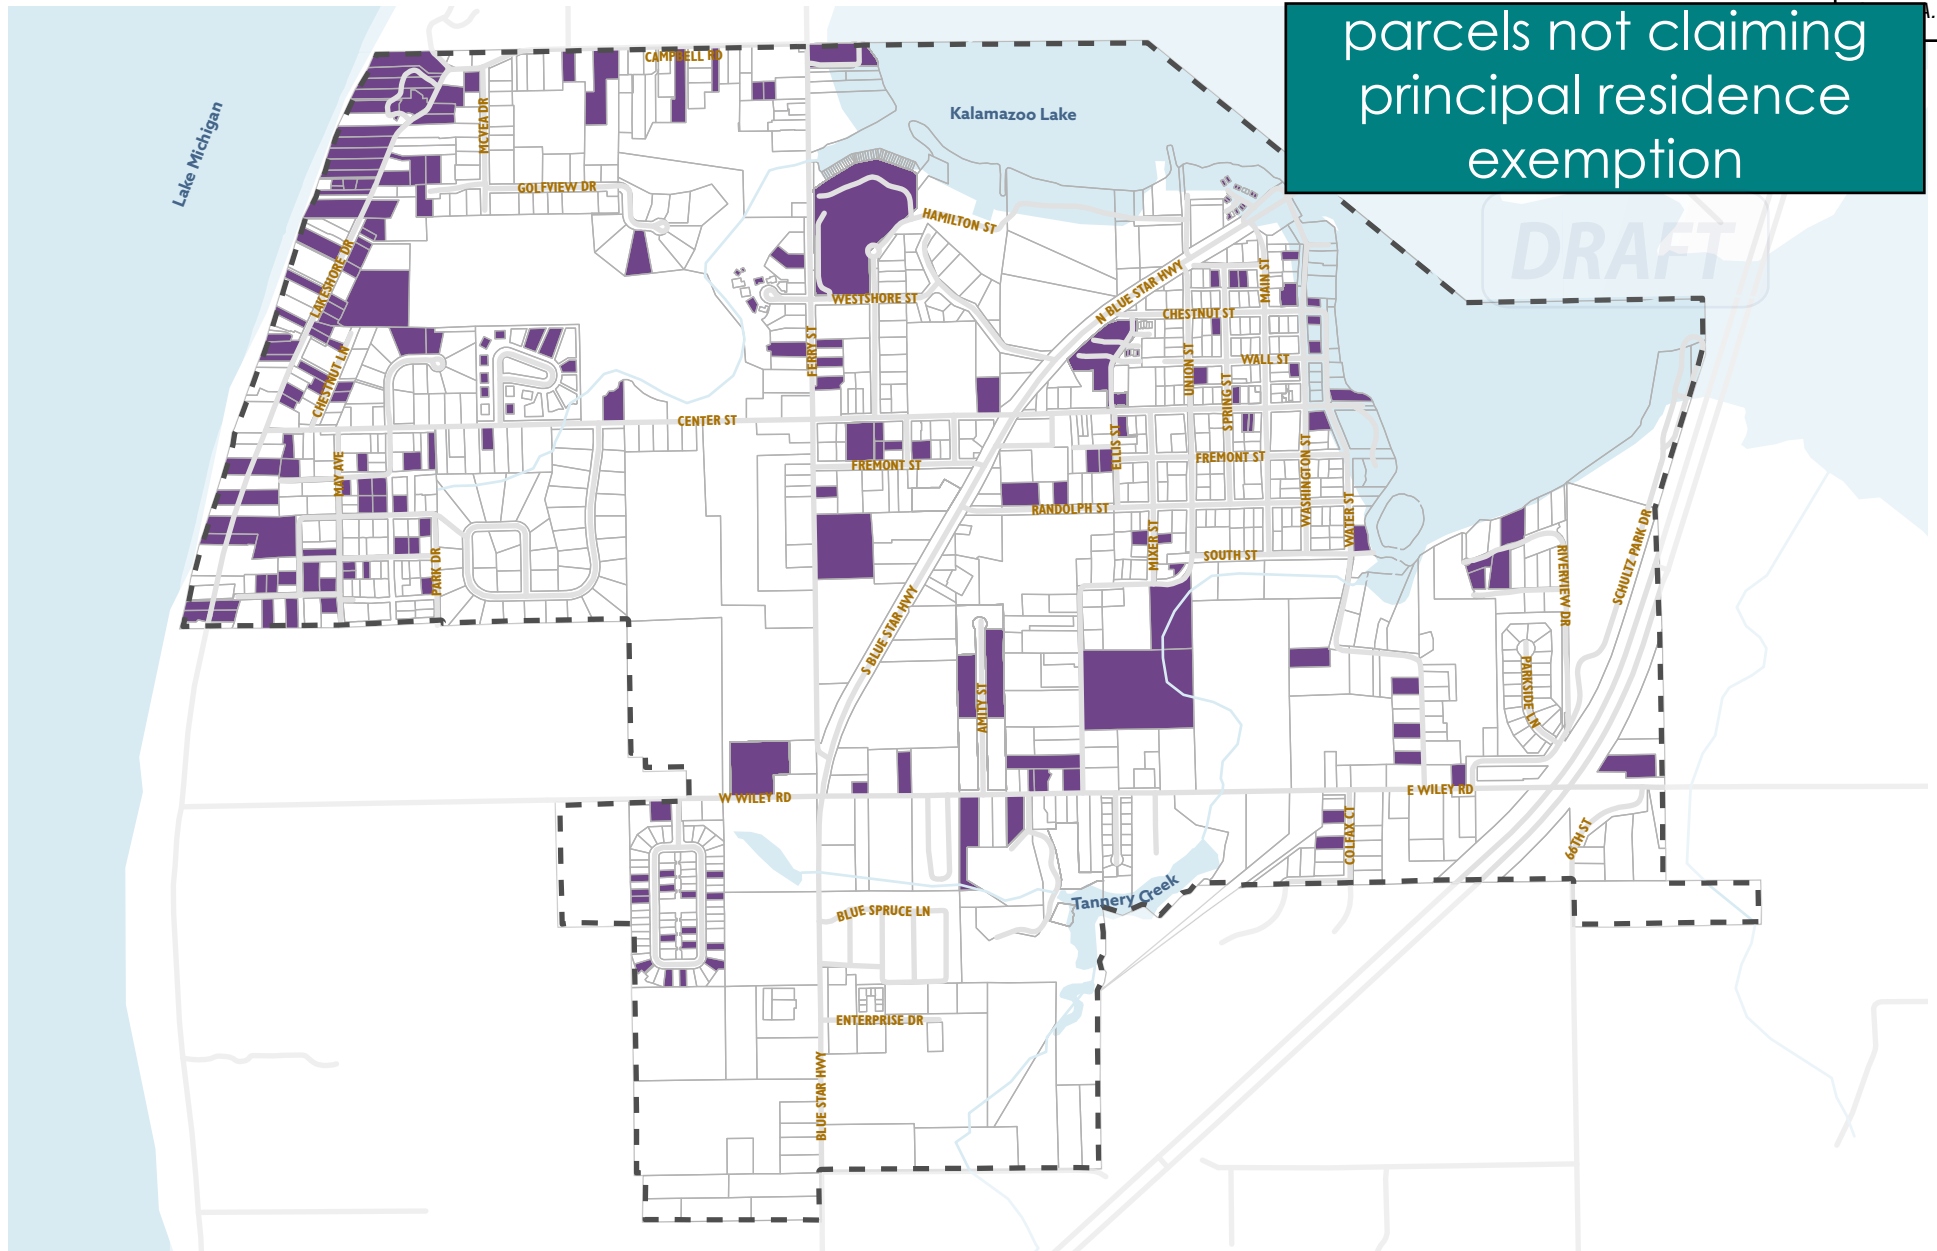 A.
parcels not claiming
principal residence
exemption
DRAFT
Lake Michigan
Kalamazoo Lake
Tannery Creek
CAMPBELL RD
MCVEA DR
GOLFVIEW DR
HAMILTON ST
LAKESHORE DR
WESTSHORE ST
N BLUE STAR HWY
MAIN ST
CHESTNUT ST
FERRY ST
CHESTNUT LN
UNION ST
WALL ST
SPRING ST
CENTER ST
ELLIS ST
MAY AVE
FREMONT ST
FREMONT ST
WASHINGTON ST
WATER ST
RANDOLPH ST
MIXER ST
SOUTH ST
PARK DR
RIVERVIEW DR
SCHULTZ PARK DR
S BLUE STAR HWY
AMITY ST
PARKSIDE LN
W WILEY RD
E WILEY RD
COLFAX CT
66TH ST
BLUE SPRUCE LN
ENTERPRISE DR
BLUE STAR HWY